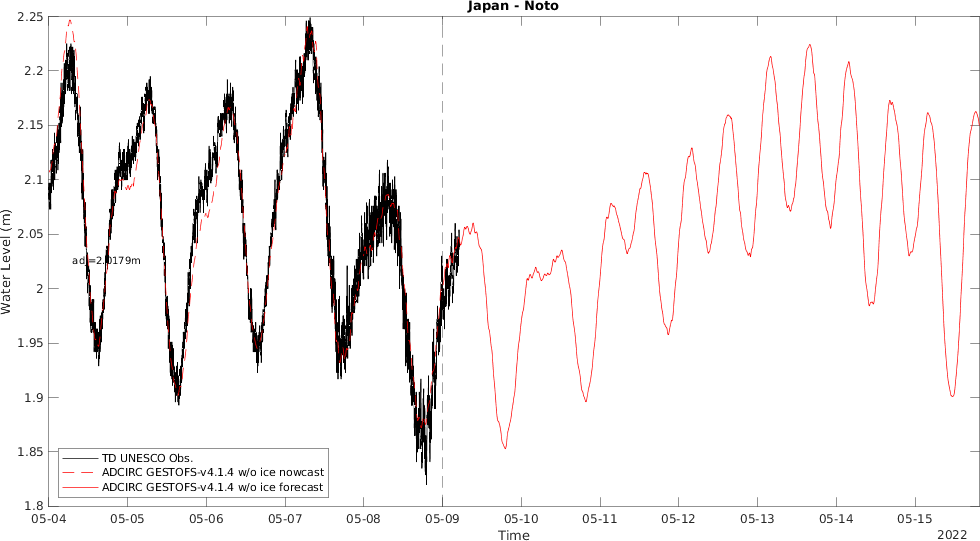 Japan - Noto
2.25
2.2
2.15
2.1
2.05
2
1.95
1.9
1.85
1.8
Water Level (m)
adj=2.0179m
TD UNESCO Obs.
ADCIRC GESTOFS-v4.1.4 w/o ice nowcast
ADCIRC GESTOFS-v4.1.4 w/o ice forecast
05-04 05-05 05-06 05-07 05-08 05-09 05-10 05-11 05-12 05-13 05-14 05-15
Time
2022